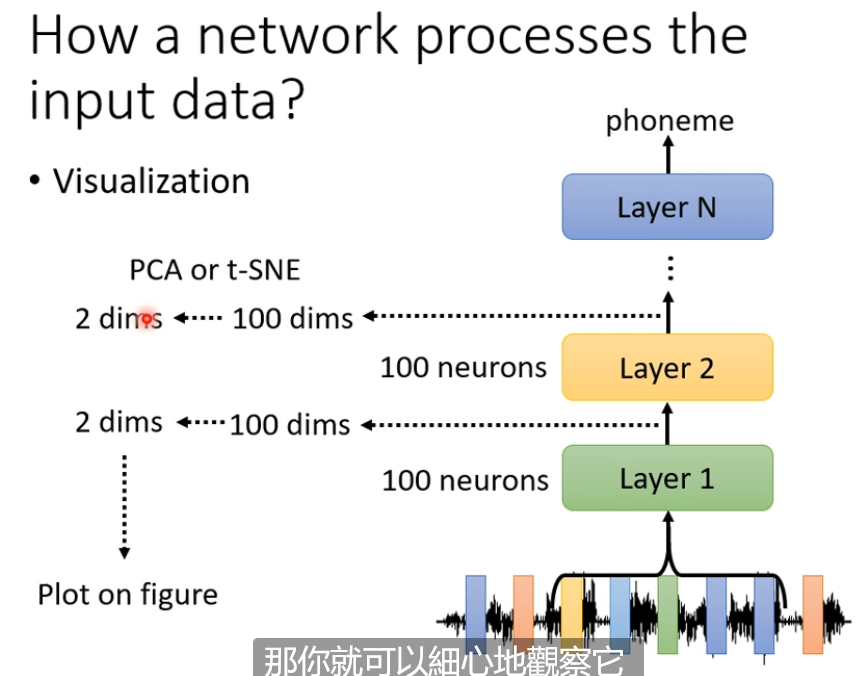 How a network processes the
input data?
• Visualization
phoneme
Layer N
PCA or t-SNE
2 dims
100 dims
100 neurons
Layer 2
2 dims
100 dims
100 neurons
Layer 1
Plot on figure
那你就可以細心地觀察它